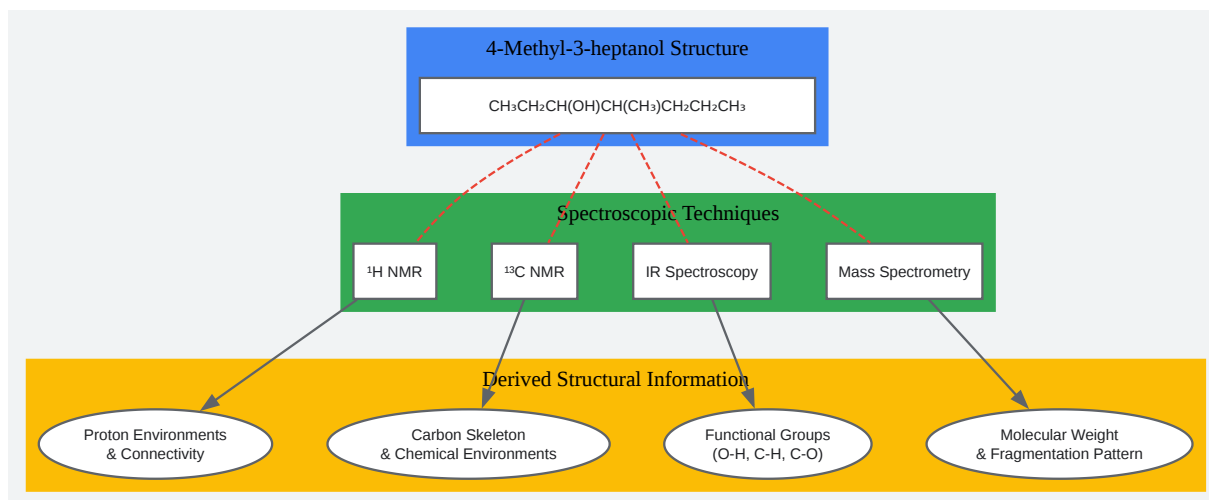 4-Methyl-3-heptanol Structure
CH₃CH₂CH(OH)CH(CH₃)CH₂CH₂CH₃
Spectroscopic Techniques
¹H NMR
¹³C NMR
IR Spectroscopy
Mass Spectrometry
Derived Structural Information
Proton Environments
& Connectivity
Carbon Skeleton
& Chemical Environments
Functional Groups
(O-H, C-H, C-O)
Molecular Weight
& Fragmentation Pattern